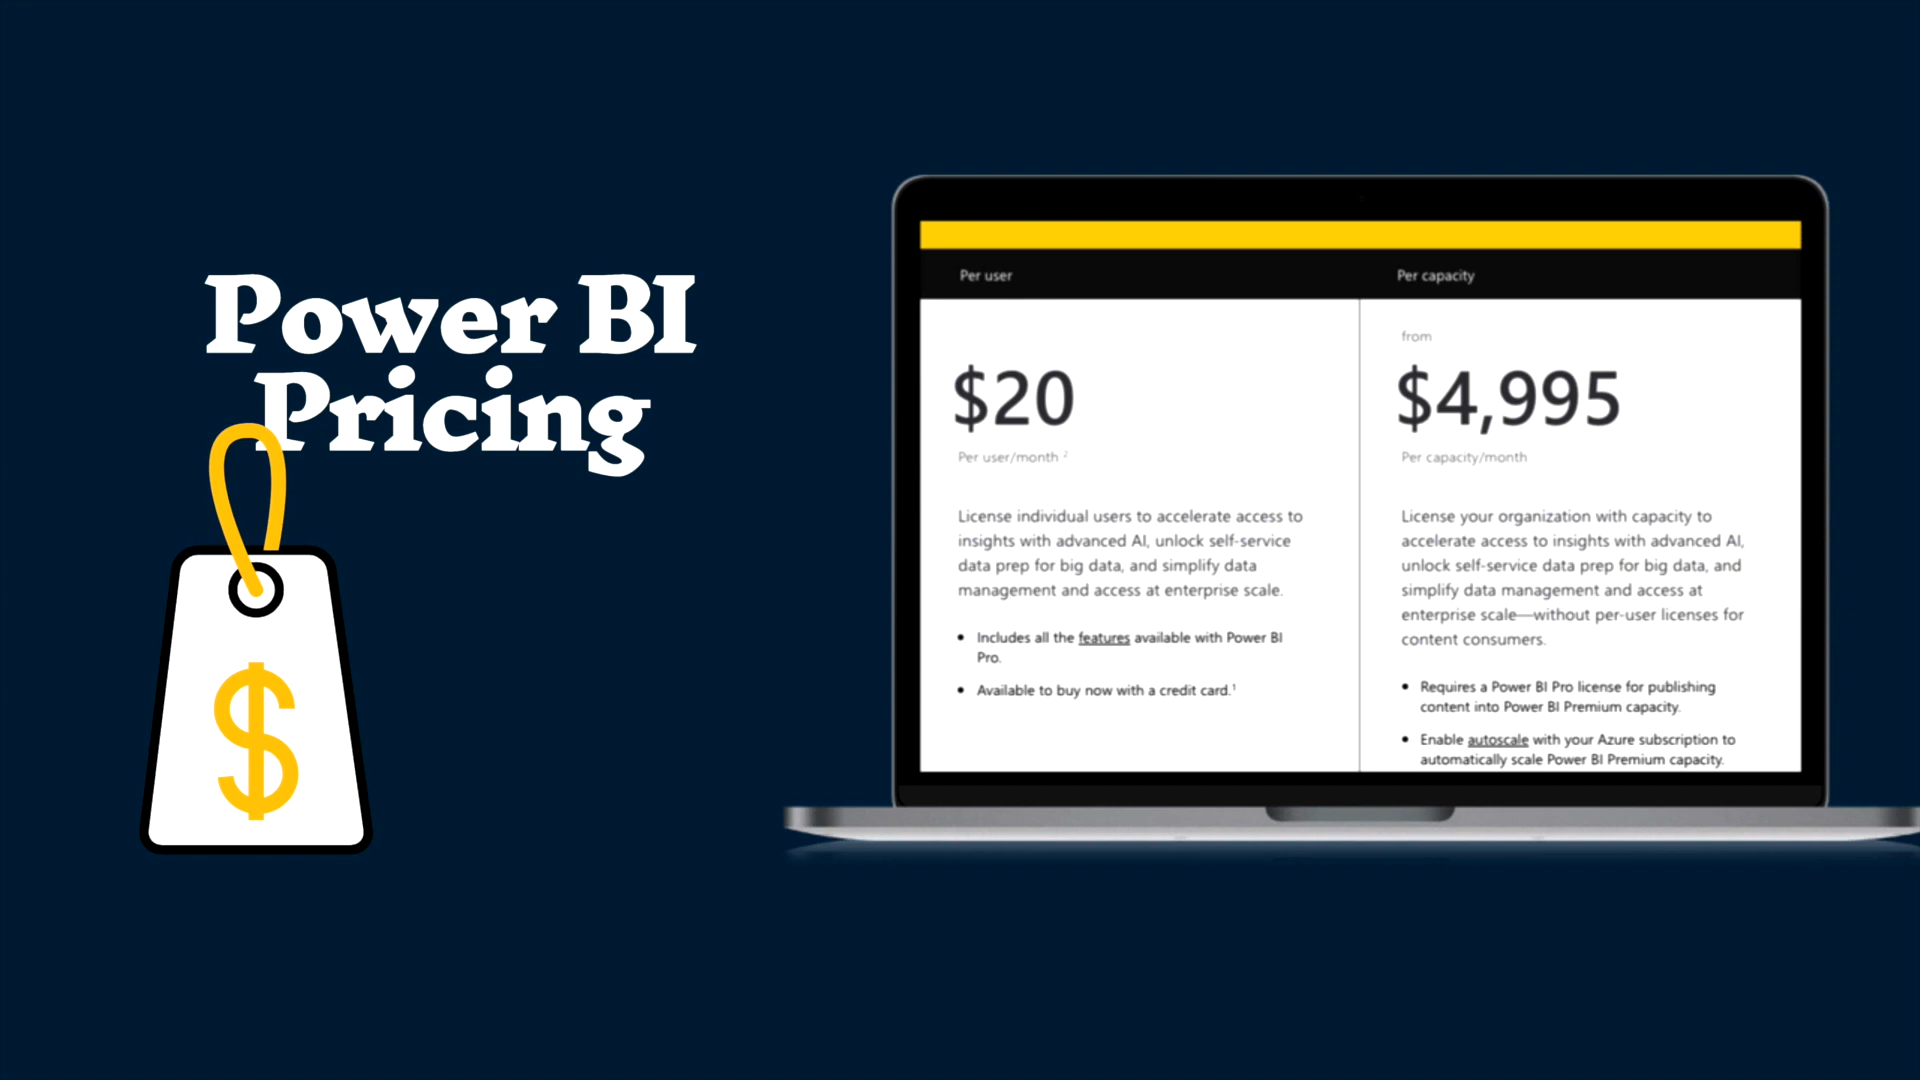 Power BI
Pricing
$
Per user
$20
Per user/month ²
License individual users to accelerate access to
insights with advanced AI, unlock self-service
data prep for big data, and simplify data
management and access at enterprise scale.
• Includes all the features available with Power BI
Pro.
• Available to buy now with a credit card.¹
Per capacity
from
$4,995
Per capacity/month
License your organization with capacity to
accelerate access to insights with advanced AI,
unlock self-service data prep for big data, and
simplify data management and access at
enterprise scale—without per-user licenses for
content consumers.
• Requires a Power BI Pro license for publishing
content into Power BI Premium capacity.
• Enable autoscale with your Azure subscription to
automatically scale Power BI Premium capacity.